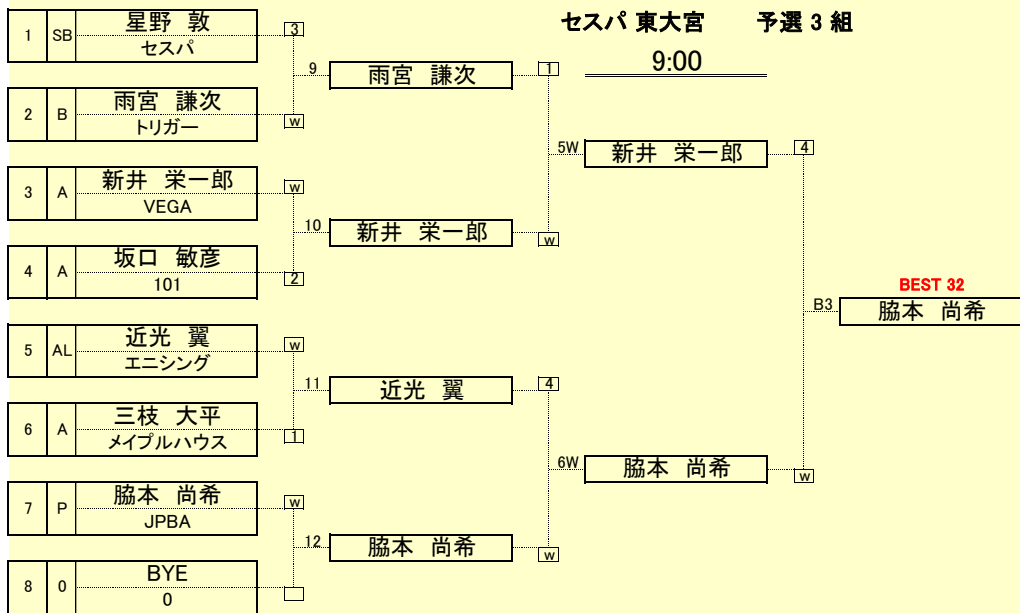 セスパ 東大宮 予選 3 組
9:00
1 SB 星野 敦 3
セスパ
9 雨宮 謙次 1
2 B 雨宮 謙次 w
トリガー
5W 新井 栄一郎 4
3 A 新井 栄一郎 w
VEGA
10 新井 栄一郎 w
4 A 坂口 敏彦 2
101
BEST 32
B3 脇本 尚希
5 AL 近光 翼 w
エニシング
11 近光 翼 4
6 A 三枝 大平 1
メイプルハウス
6W 脇本 尚希 w
7 P 脇本 尚希 w
JPBA
12 脇本 尚希 w
8 0 BYE
0